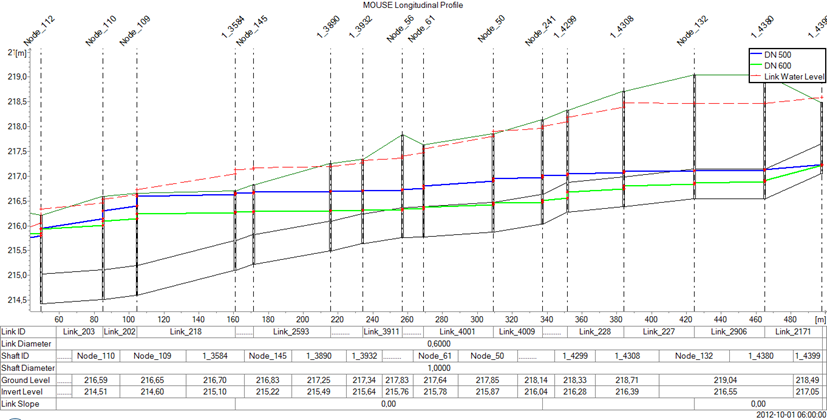 MOUSE Longitudinal Profile
Node_112 Node_110 Node_109 1_3584 Node_145 1_3890 1_3932 Node_56 Node_61 Node_50 Node_241 1_4299 1_4308 Node_132 1_4380 1_4399
[m]
DN 500
DN 600
Link Water Level
219.0
218.5
218.0
217.5
217.0
216.5
216.0
215.5
215.0
214.5
60 80 100 120 140 160 180 200 220 240 260 280 300 320 340 360 380 400 420 440 460 480 [m]
Link ID Link_203 Link_202 Link_218 ........ Link_2593 ........ Link_3911 ........ Link_4001 Link_4009 ........ Link_228 Link_227 Link_2906 Link_2171
Link Diameter 0.6000
Shaft ID ........ Node_110 Node_109 1_3584 Node_145 1_3890 1_3932 ........ Node_61 Node_50 ........ 1_4299 1_4308 Node_132 1_4380 1_4399
Shaft Diameter 1.0000
Ground Level ........ 216,59 216,65 216,70 216,83 217,25 217,34 217,83 217,64 217,85 218,14 218,33 218,71 219,04 218,49
Invert Level ........ 214,51 214,60 215,10 215,22 215,49 215,64 215,76 215,78 215,87 216,04 216,28 216,39 216,55 217,05
Link Slope 0.00 0.00
2012-10-01 06:00:00